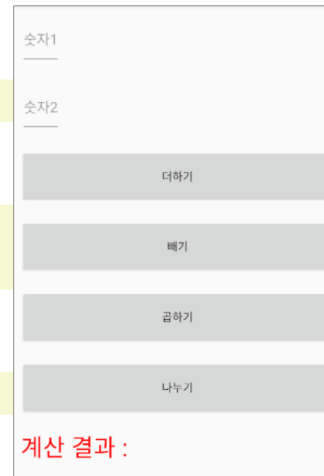 숫자1
숫자2
더하기
빼기
곱하기
나누기
계산 결과 :